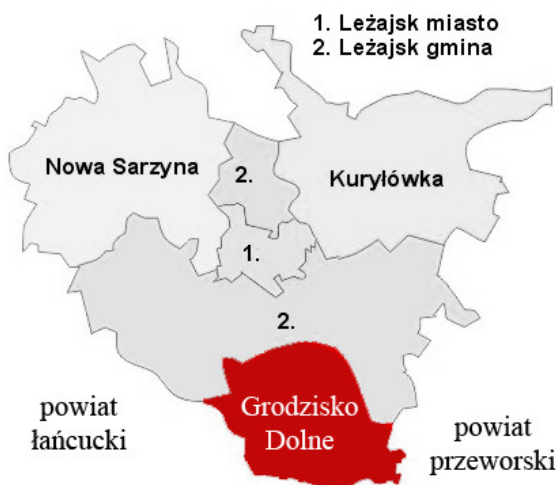 1. Leżajsk miasto
2. Leżajsk gmina
Nowa Sarzyna
2.
Kuryłówka
1.
2.
Grodzisko
Dolne
powiat
łańcucki
powiat
przeworski